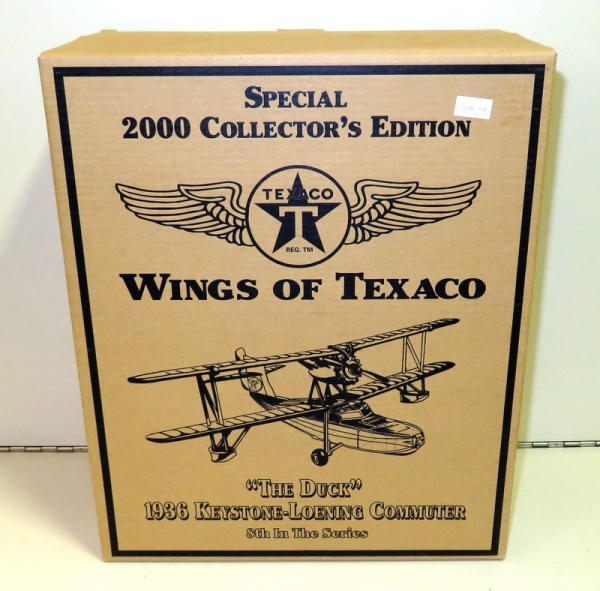 SPECIAL
2000 COLLECTOR'S EDITION
TEXACO
T
REG. TM
WINGS OF TEXACO
"THE DUCK"
1936 KEYSTONE-LOENING COMMUTER
8th In The Series